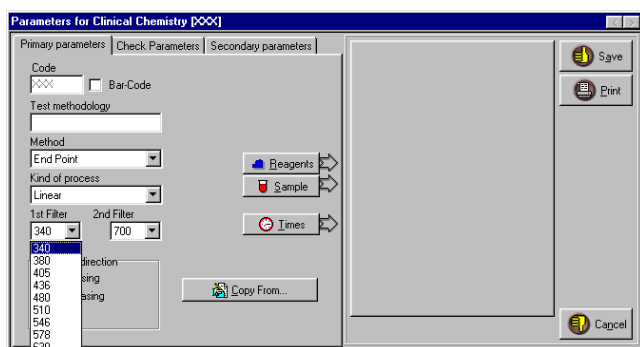 Parameters for Clinical Chemistry [XXX]
Primary parameters Check Parameters Secondary parameters
Code
XXX Bar-Code
Test methodology
Method
End Point
Kind of process
Linear
1st Filter 2nd Filter
340 700
340
380 direction
405 sing
436 asing
480
510
546
578
Reagents
Sample
Times
Copy From...
Save
Print
Cancel